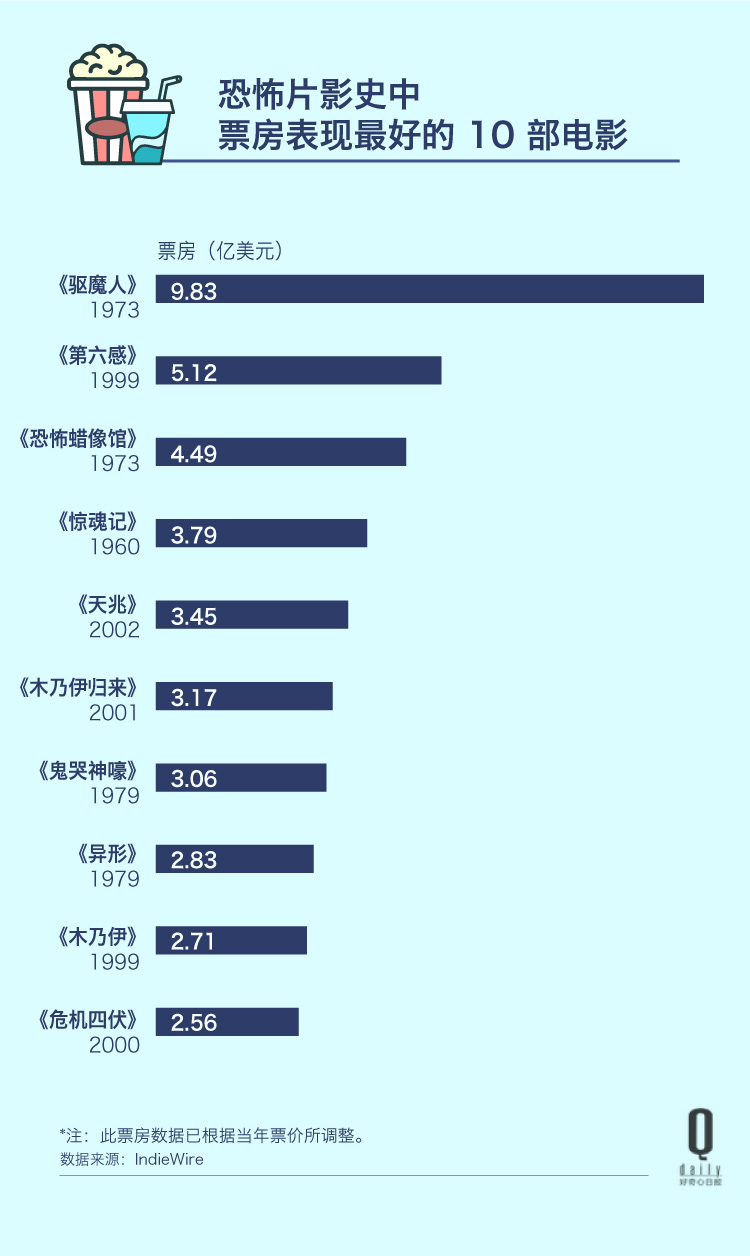 恐怖片影史中
票房表现最好的 10 部电影
票房（亿美元）
《驱魔人》
1973
9.83
《第六感》
1999
5.12
《恐怖蜡像馆》
1973
4.49
《惊魂记》
1960
3.79
《天兆》
2002
3.45
《木乃伊归来》
2001
3.17
《鬼哭神嚎》
1979
3.06
《异形》
1979
2.83
《木乃伊》
1999
2.71
《危机四伏》
2000
2.56
*注：此票房数据已根据当年票价所调整。
数据来源：IndieWire
Q
daily
好奇心日报